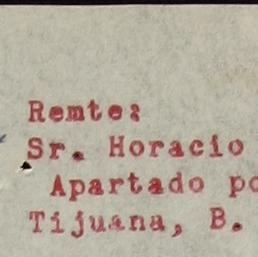 Remte:
Sr. Horacio
Apartado po
Tijuana, B.